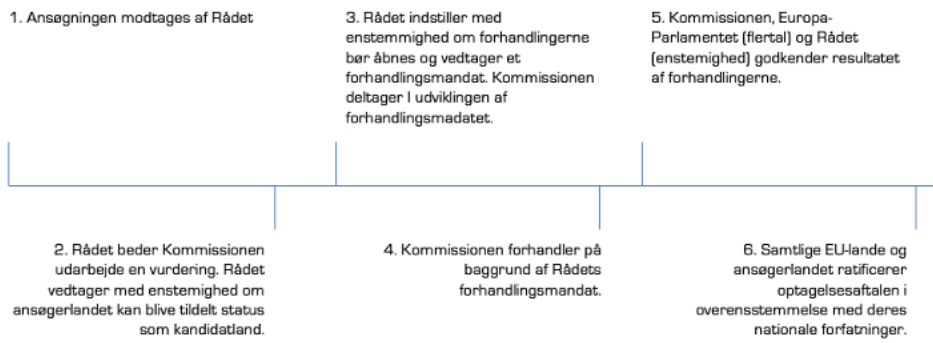 1. Ansøgningen modtages af Rådet
2. Rådet beder Kommissionen
udarbejde en vurdering. Rådet
vedtager med enstemighed om
ansøgerlandet kan blive tildelt status
som kandidatland.
3. Rådet indstiller med
enstemmighed om forhandlingerne
bør åbnes og vedtager et
forhandlingsmandat. Kommissionen
deltager I udviklingen af
forhandlingsmadatet.
4. Kommissionen forhandler på
baggrund af Rådets
forhandlingsmandat.
5. Kommissionen, Europa-
Parlamentet (flertal) og Rådet
(enstemighed) godkender resultatet
af forhandlingerne.
6. Samtlige EU-lande og
ansøgerlandet ratificerer
optagelsesaftalen i
overensstemmelse med deres
nationale forfatninger.